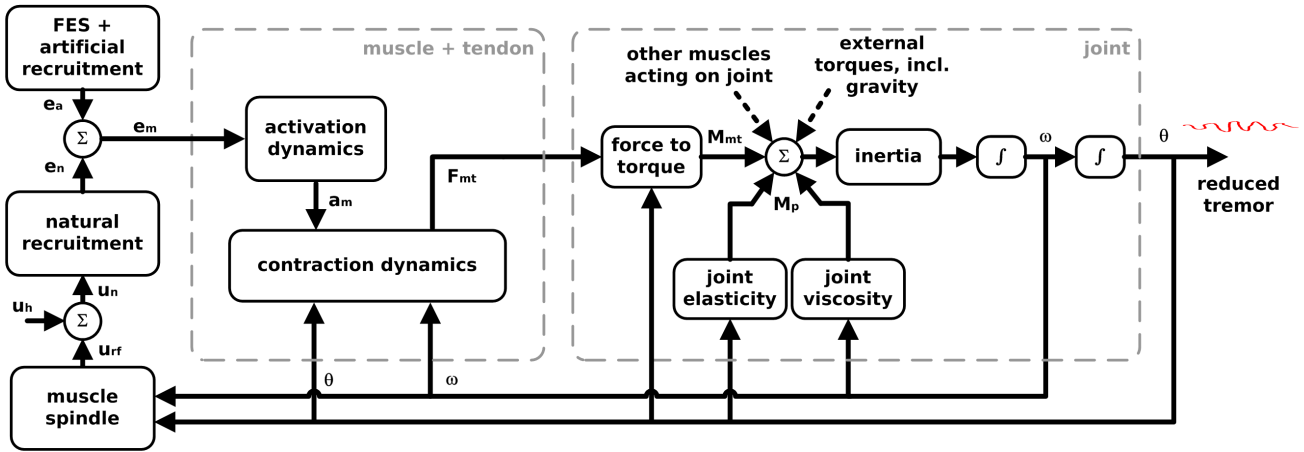 FES +
artificial
recruitment
muscle + tendon
joint
other muscles
acting on joint
external
torques, incl.
gravity
eₐ
Σ
eₘ
eₙ
activation
dynamics
aₘ
Fₘₜ
force to
torque
Mₘₜ
Σ
inertia
∫
ω
∫
θ
reduced
tremor
natural
recruitment
contraction dynamics
Mₚ
joint
elasticity
joint
viscosity
uₙ
uₕ
Σ
uᵣf
muscle
spindle
θ
ω